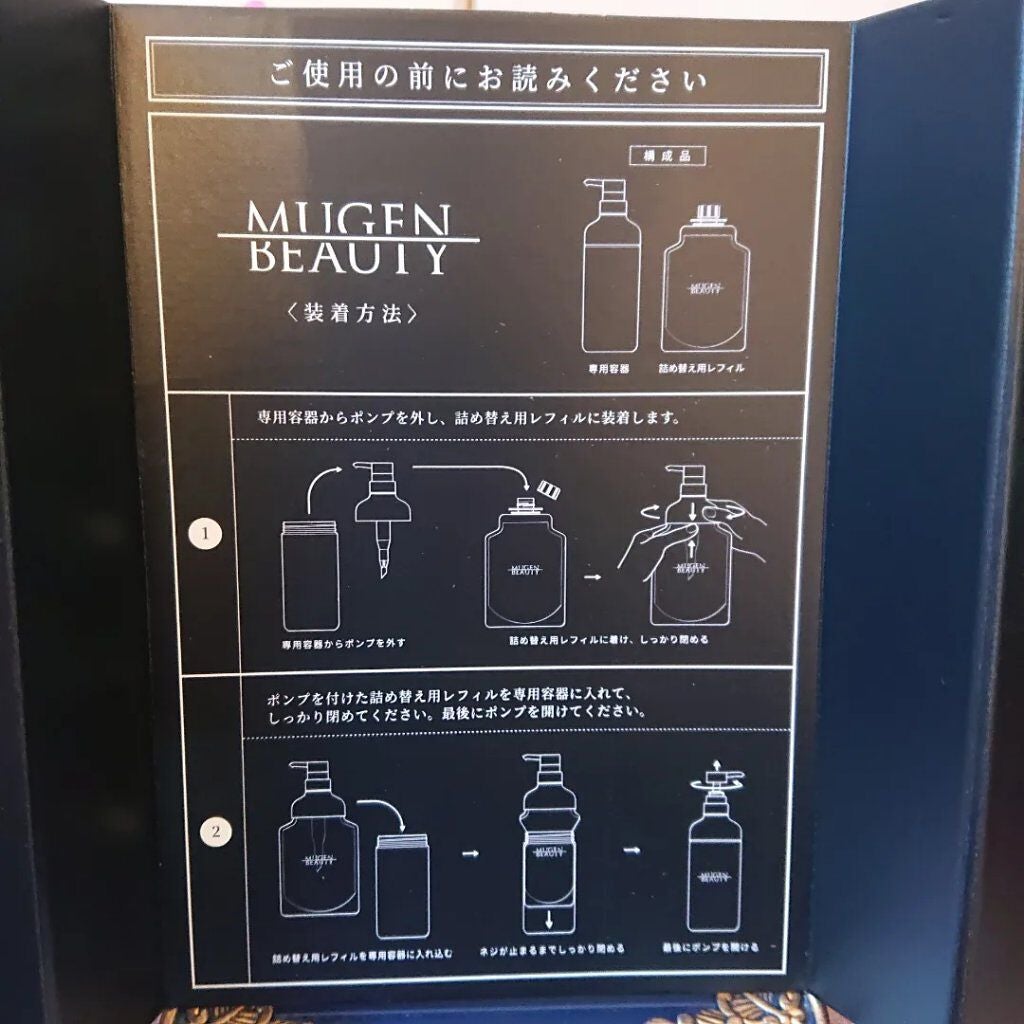 ご使用の前にお読みください
構成品
MUGEN
BEAUTY
〈装着方法〉
MUGEN
BEAUTY
専用容器
詰め替え用レフィル
専用容器からポンプを外し、詰め替え用レフィルに装着します。
1
MUGEN
BEAUTY
MUGEN
BEAUTY
専用容器からポンプを外す
詰め替え用レフィルに着け、しっかり閉める
ポンプを付けた詰め替え用レフィルを専用容器に入れて、
しっかり閉めてください。最後にポンプを開けてください。
2
MUGEN
BEAUTY
MUGEN
BEAUTY
MUGEN
BEAUTY
詰め替え用レフィルを専用容器に入れ込む
ネジが止まるまでしっかり閉める
最後にポンプを開ける